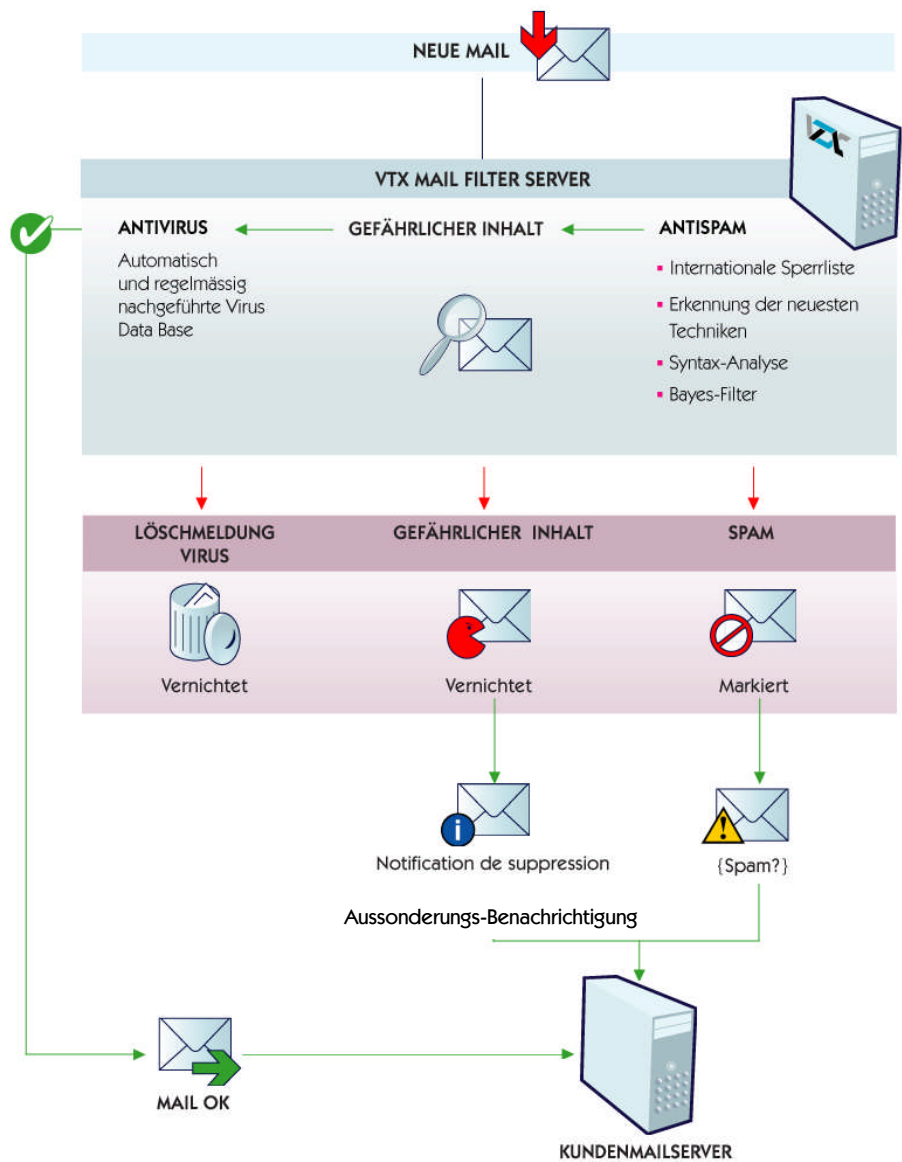 NEUE MAIL
VTX MAIL FILTER SERVER
ANTIVIRUS
Automatisch
und regelmässig
nachgeführte Virus
Data Base
GEFÄHRLICHER INHALT
ANTISPAM
Internationale Sperrliste
Erkennung der neuesten
Techniken
Syntax-Analyse
Bayes-Filter
LÖSCHMELDUNG
VIRUS
Vernichtet
GEFÄHRLICHER INHALT
Vernichtet
SPAM
Markiert
Notification de suppression
{Spam?}
Aussonderungs-Benachrichtigung
MAIL OK
KUNDENMAILSERVER